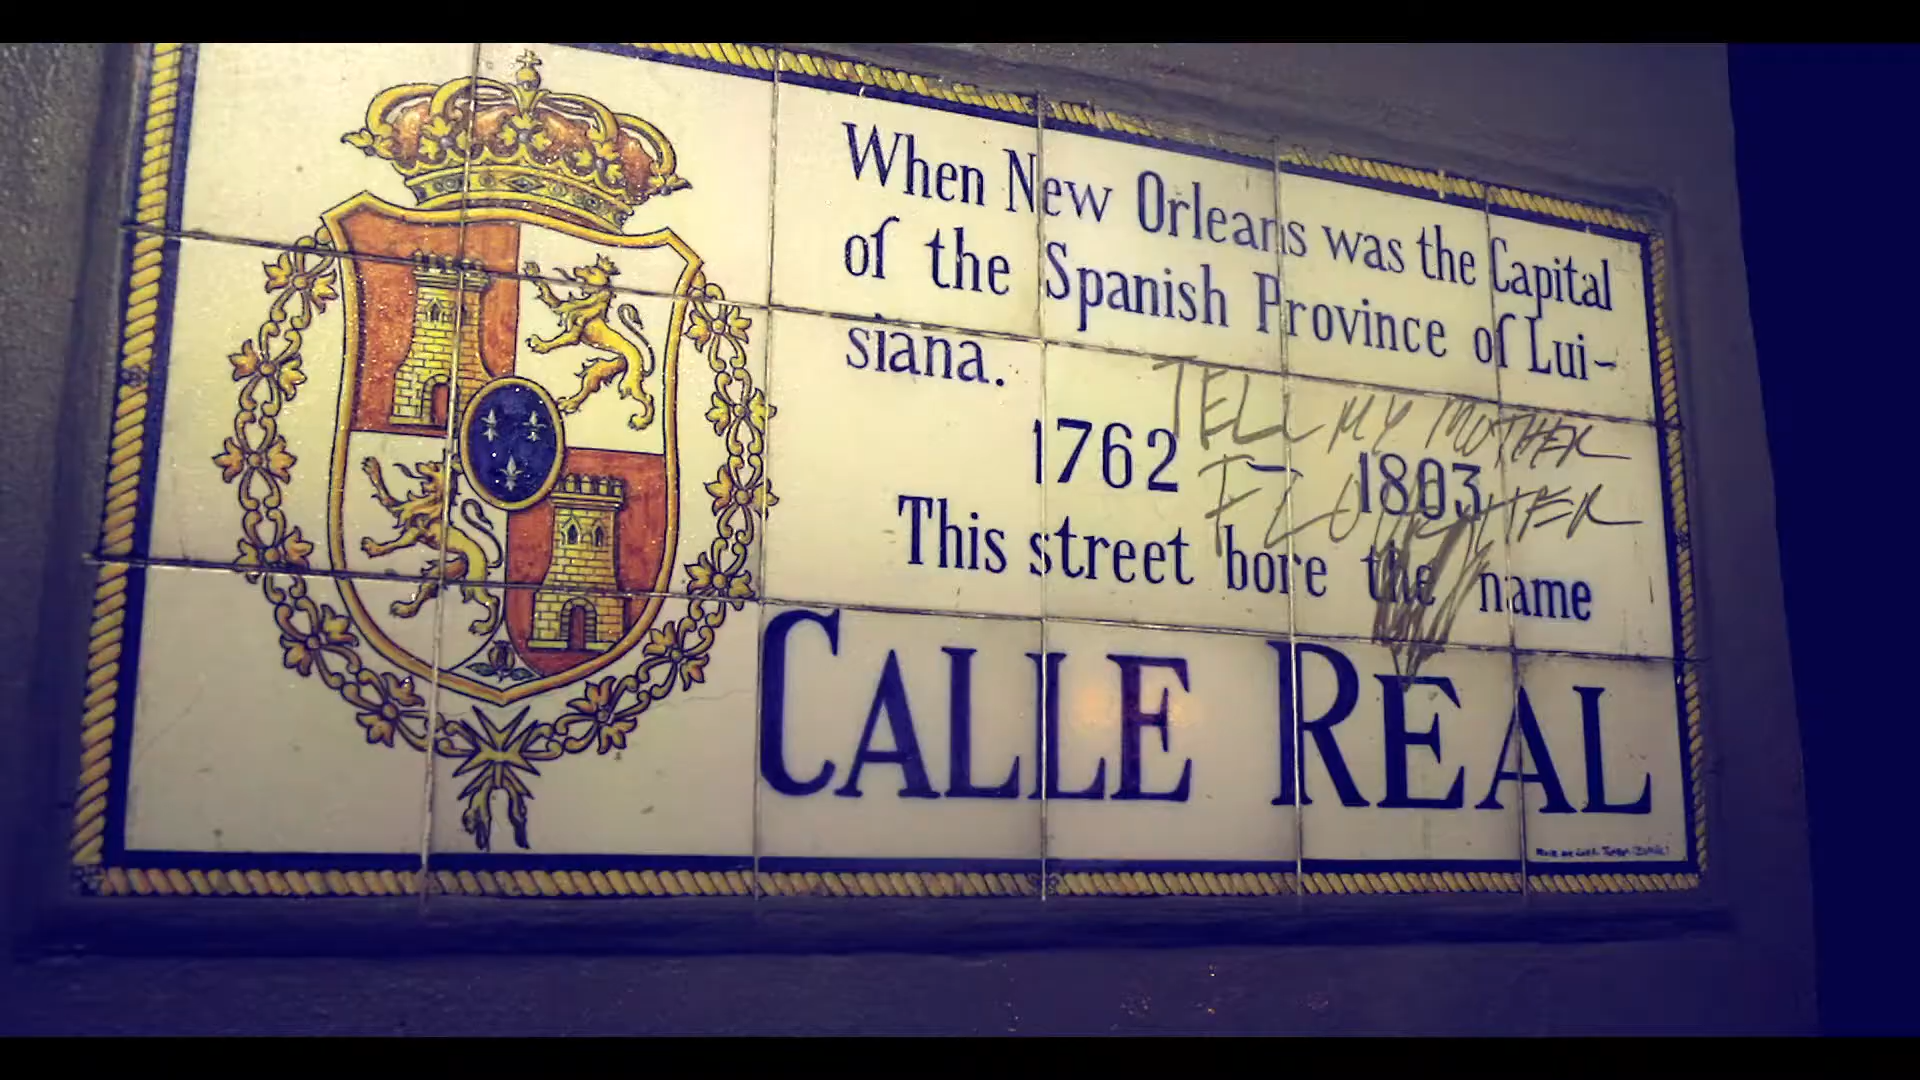 When New Orleans was the Capital
of the Spanish Province of Lui-
siana.
TELL MY MOTHER
1762 - 1803
This street bore the name
CALLE REAL